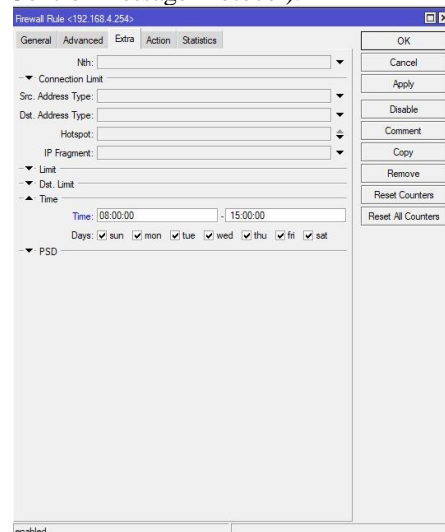 Firewall Rule <192.168.4.254>
General Advanced Extra Action Statistics
Nth:
Connection Limit
Src. Address Type:
Dst. Address Type:
Hotspot:
IP Fragment:
Limit
Dst. Limit
Time
Time: 08:00:00 - 15:00:00
Days: sun mon tue wed thu fri sat
PSD
OK
Cancel
Apply
Disable
Comment
Copy
Remove
Reset Counters
Reset All Counters
enabled